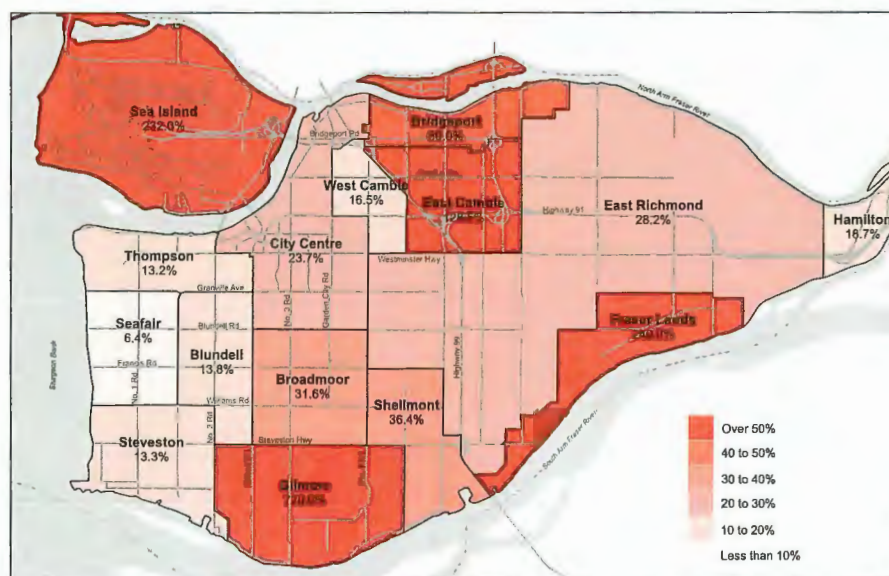 Sea Island
232.0%
North Arm Fraser River
Bridgeport
Bridgeport Rd
West Cambie
16.5%
East Cambie
Highway 91
East Richmond
28.2%
Hamilton
City Centre
23.7%
Westminster Hwy
Thompson
13.2%
Granville Ave
No. 3 Rd
Garden City Rd
Seafair
6.4%
Blundell Rd
Blundell
13.8%
Fraser Lands
Sturgeon Bank
Francis Rd
No. 1 Rd
Broadmoor
31.6%
Highway 99
Williams Rd
No. 2 Rd
Shellmont
36.4%
Steveston
13.3%
Steveston Hwy
South Arm Fraser River
Gilmore
Over 50%
40 to 50%
30 to 40%
20 to 30%
10 to 20%
Less than 10%